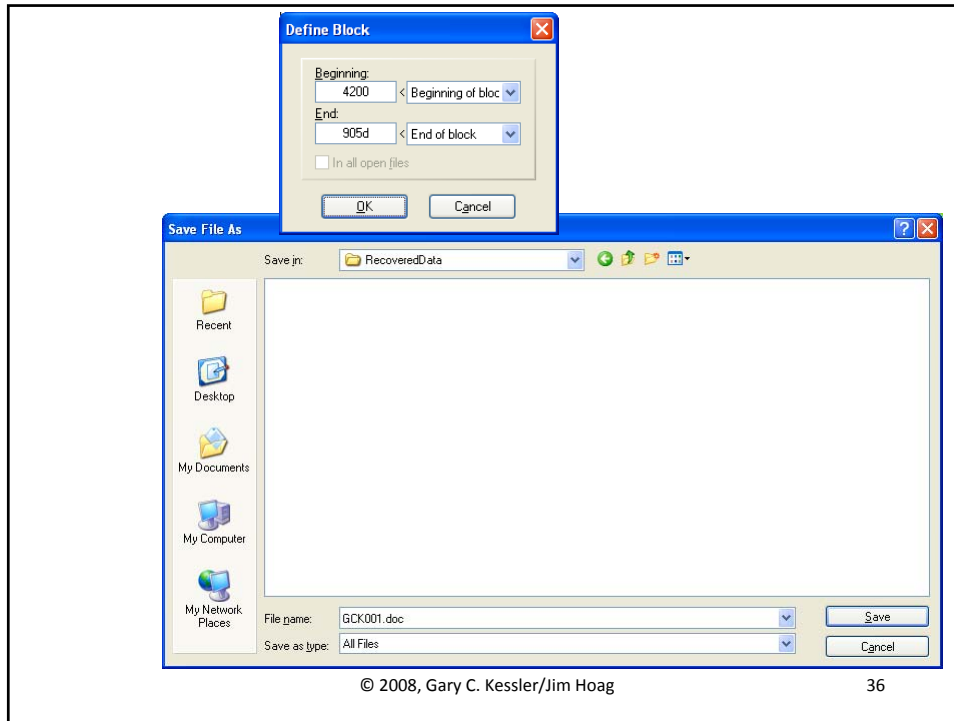 Define Block
Beginning:
4200 < Beginning of bloc
End:
905d < End of block
In all open files
OK Cancel
Save File As
Save in: RecoveredData
Recent
Desktop
My Documents
My Computer
My Network
Places
File name: GCK001.doc Save
Save as type: All Files Cancel
© 2008, Gary C. Kessler/Jim Hoag 36